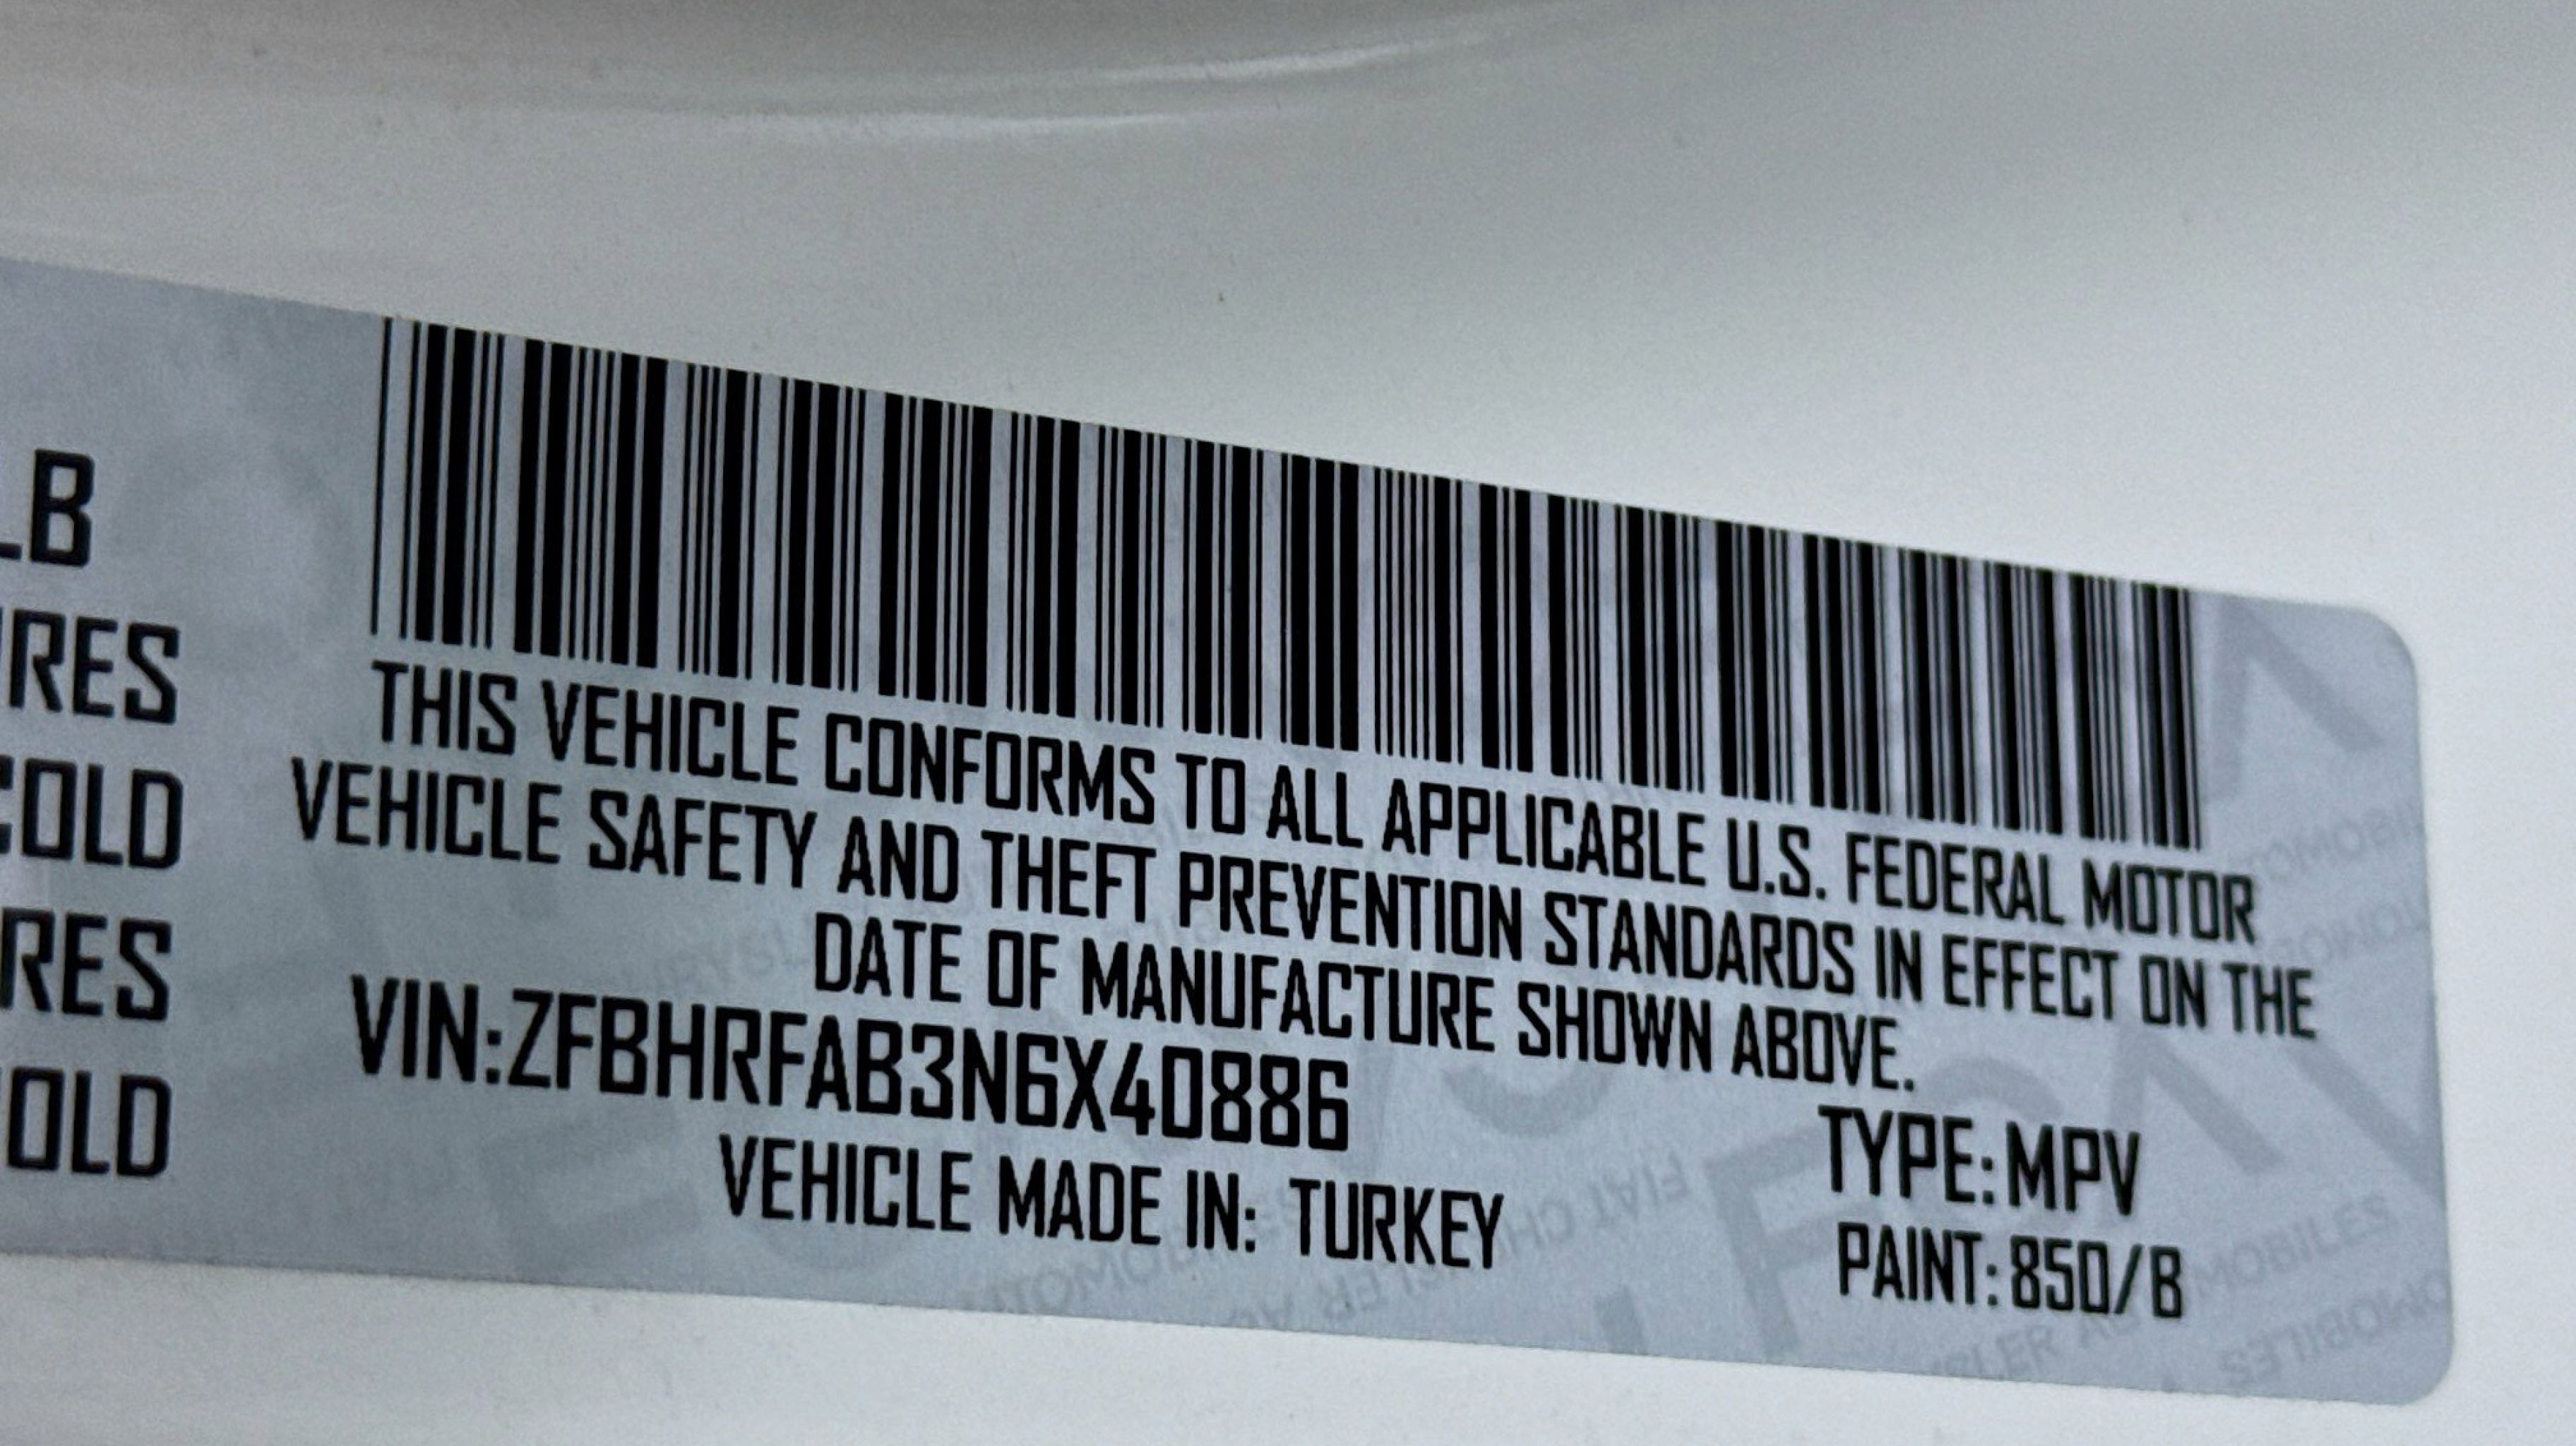 LB
RES
COLD
RES
OLD
THIS VEHICLE CONFORMS TO ALL APPLICABLE U.S. FEDERAL MOTOR
VEHICLE SAFETY AND THEFT PREVENTION STANDARDS IN EFFECT ON THE
DATE OF MANUFACTURE SHOWN ABOVE.
VIN:ZFBHRFAB3N6X40886 TYPE:MPV
VEHICLE MADE IN: TURKEY PAINT:850/B